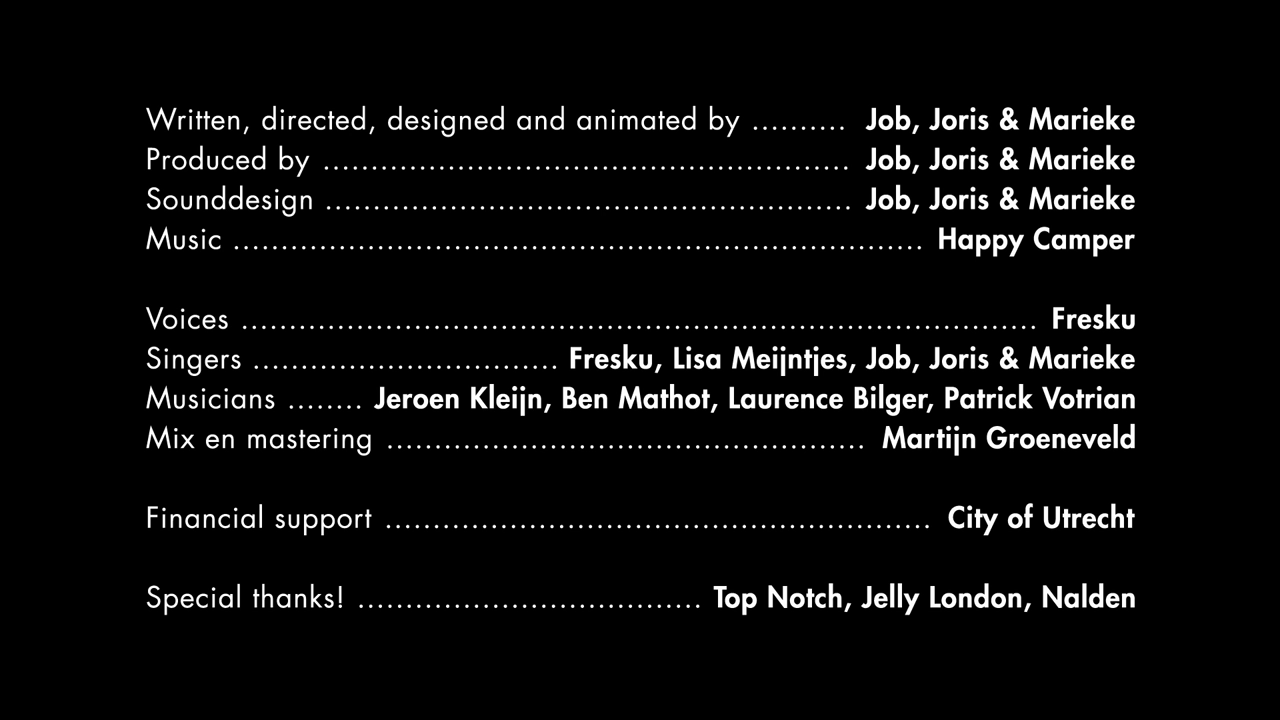 Written, directed, designed and animated by .......... Job, Joris & Marieke
Produced by ....................................................... Job, Joris & Marieke
Sounddesign ....................................................... Job, Joris & Marieke
Music ........................................................................ Happy Camper
Voices ................................................................................... Fresku
Singers ................................ Fresku, Lisa Meijntjes, Job, Joris & Marieke
Musicians ........ Jeroen Kleijn, Ben Mathot, Laurence Bilger, Patrick Votrian
Mix en mastering .................................................. Martijn Groeneveld
Financial support ......................................................... City of Utrecht
Special thanks! .................................... Top Notch, Jelly London, Nalden